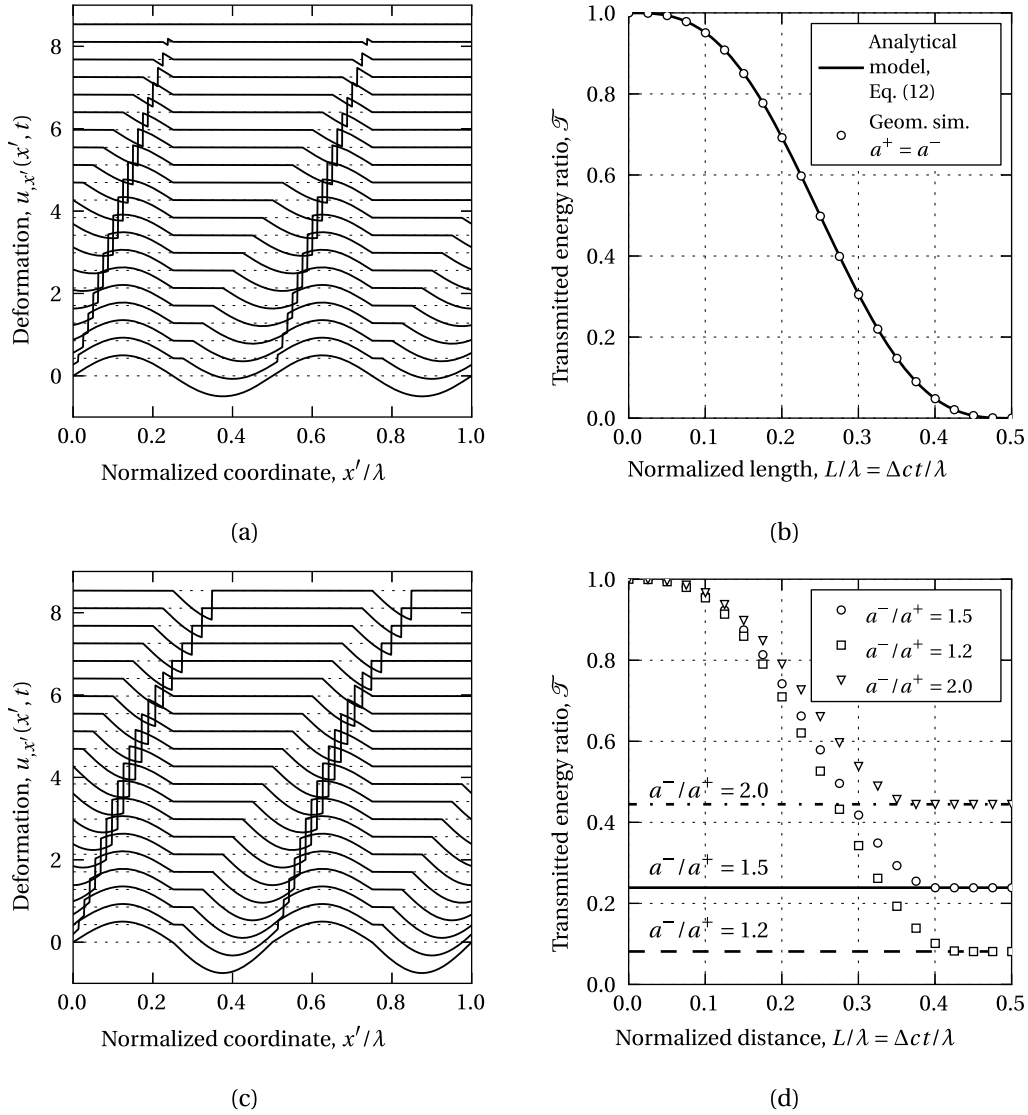 8
6
4
2
0
Deformation, u,x′(x′, t)
0.0 0.2 0.4 0.6 0.8 1.0
Normalized coordinate, x′/λ
(a)
1.0
0.8
0.6
0.4
0.2
0.0
Transmitted energy ratio, 𝒯
Analytical
model,
Eq. (12)
Geom. sim.
a⁺ = a⁻
0.0 0.1 0.2 0.3 0.4 0.5
Normalized length, L/λ = Δct/λ
(b)
8
6
4
2
0
Deformation, u,x′(x′, t)
0.0 0.2 0.4 0.6 0.8 1.0
Normalized coordinate, x′/λ
(c)
1.0
0.8
0.6
0.4
0.2
0.0
Transmitted energy ratio, 𝒯
a⁻/a⁺ = 1.5
a⁻/a⁺ = 1.2
a⁻/a⁺ = 2.0
a⁻/a⁺ = 2.0
a⁻/a⁺ = 1.5
a⁻/a⁺ = 1.2
0.0 0.1 0.2 0.3 0.4 0.5
Normalized distance, L/λ = Δct/λ
(d)